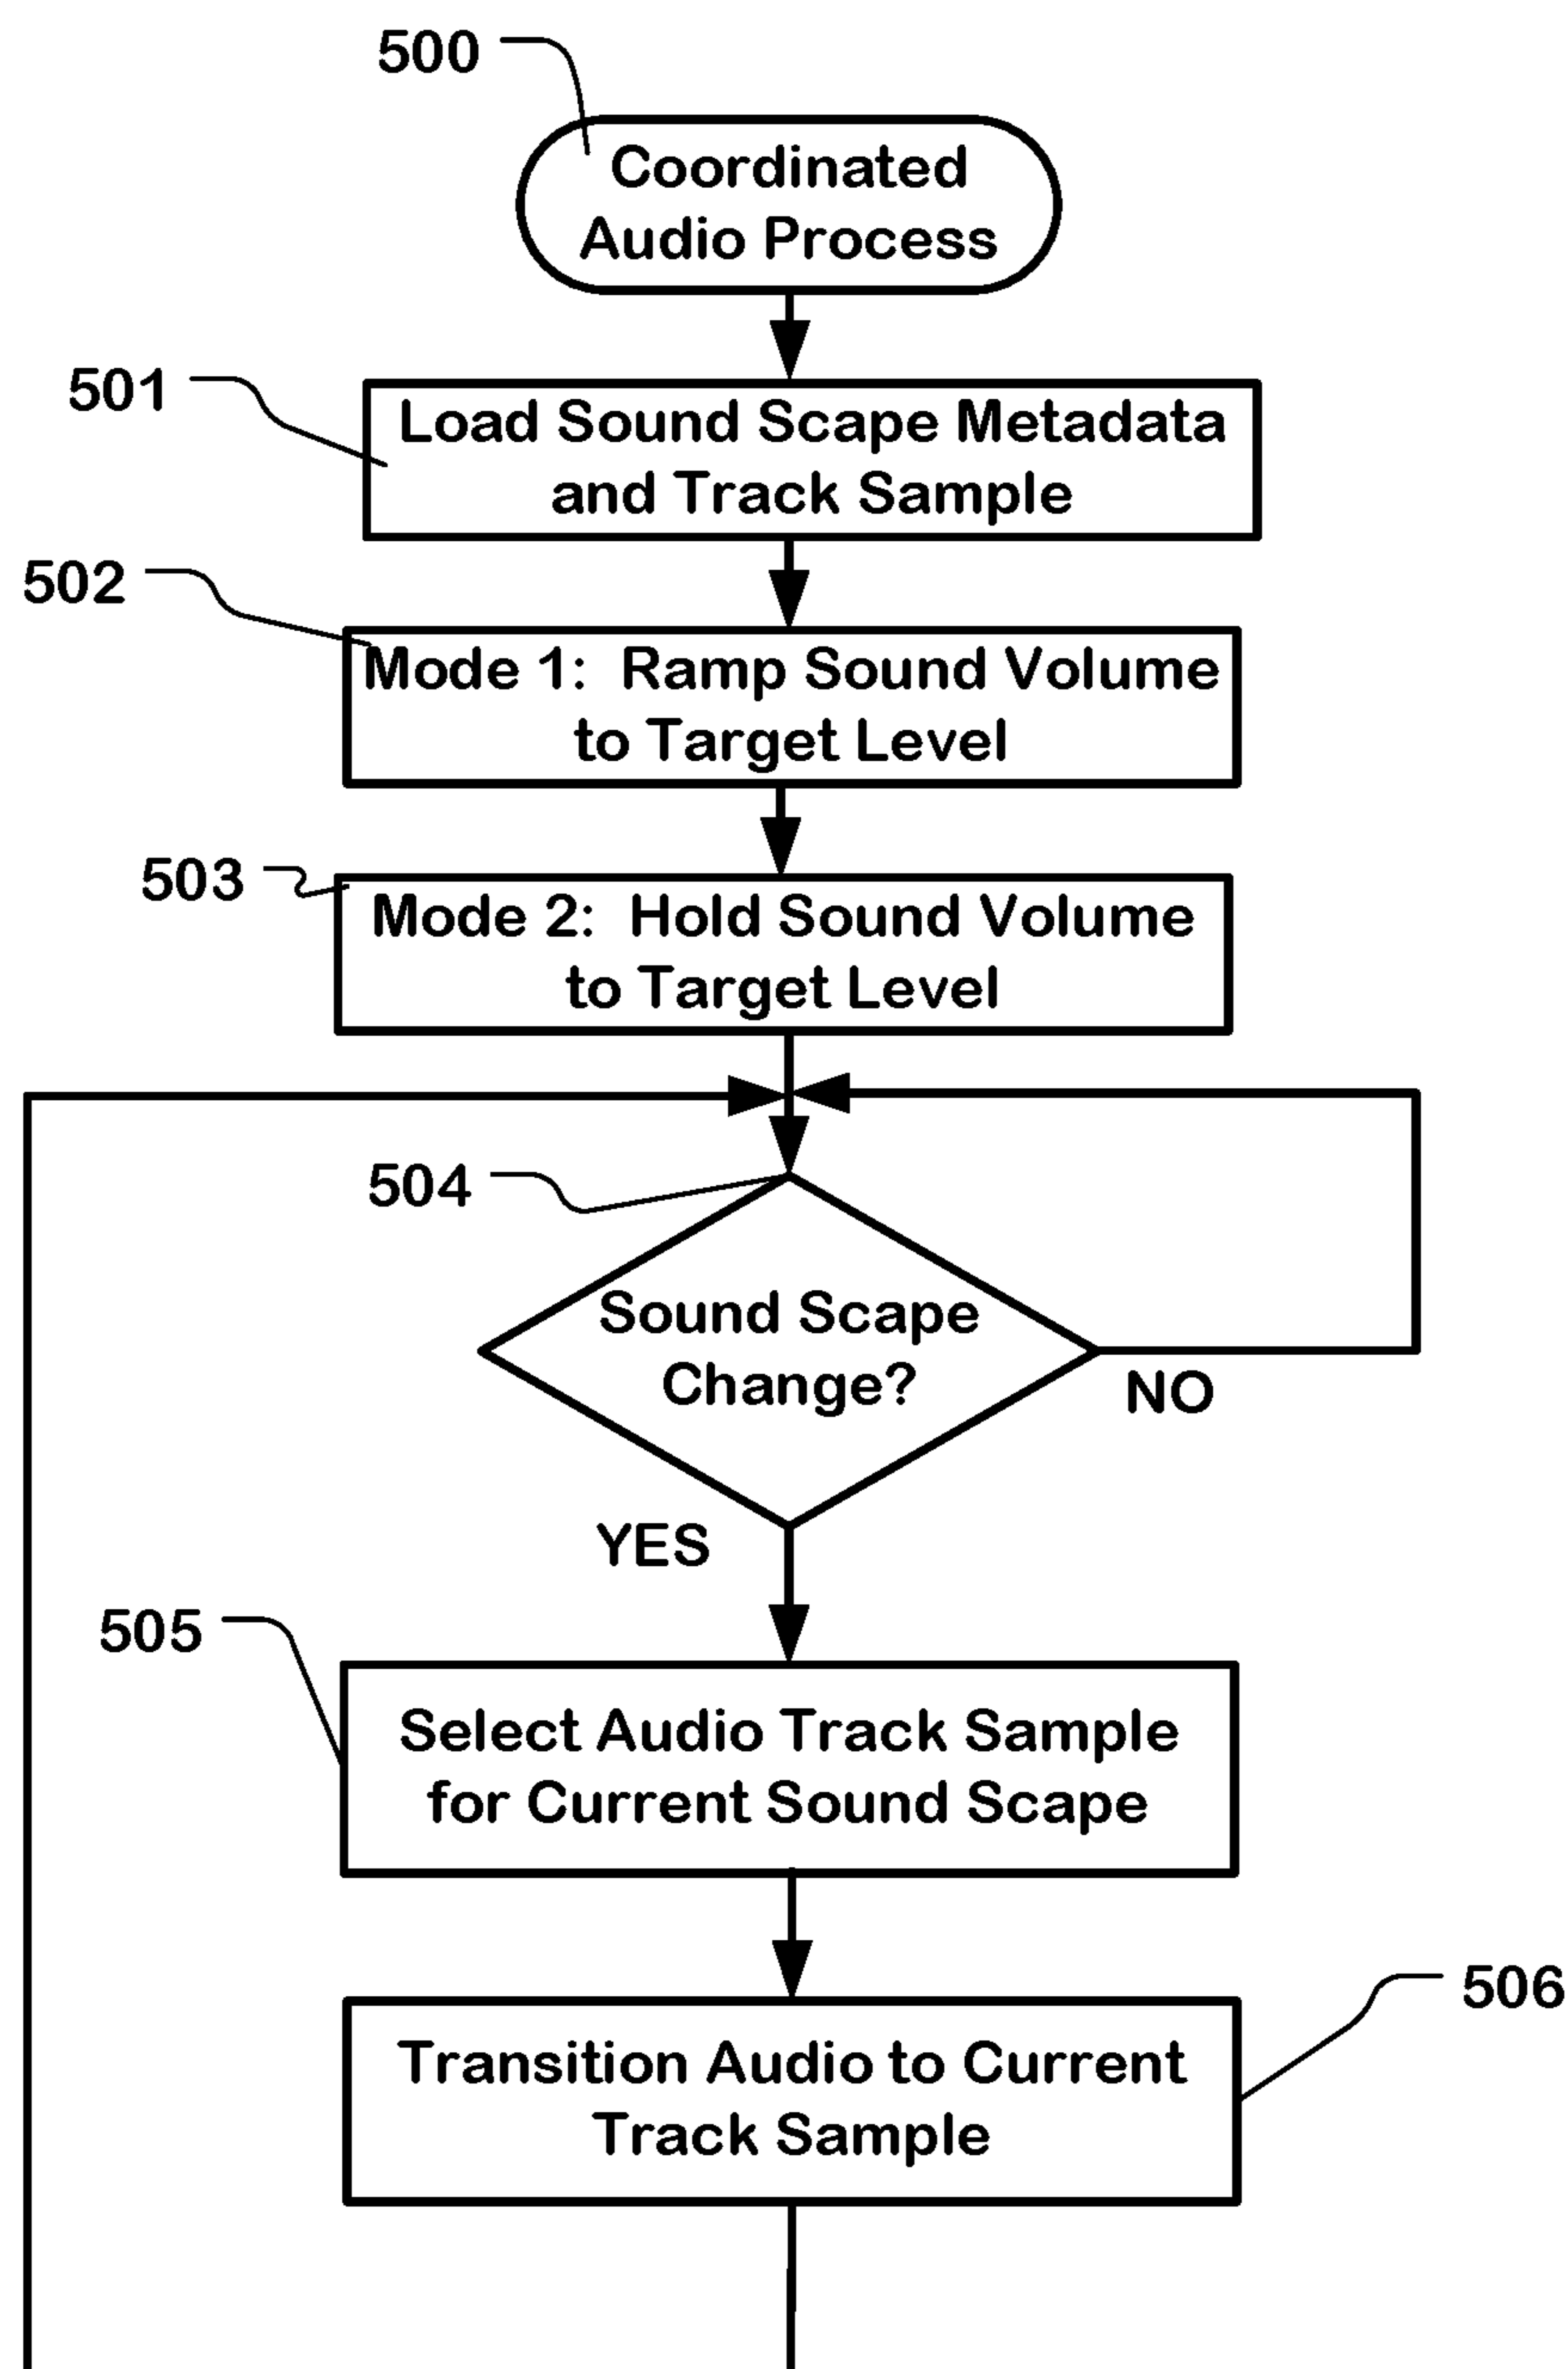 500
Coordinated
Audio Process
501
Load Sound Scape Metadata
and Track Sample
502
Mode 1: Ramp Sound Volume
to Target Level
503
Mode 2: Hold Sound Volume
to Target Level
504
Sound Scape
Change?
NO
YES
505
Select Audio Track Sample
for Current Sound Scape
506
Transition Audio to Current
Track Sample